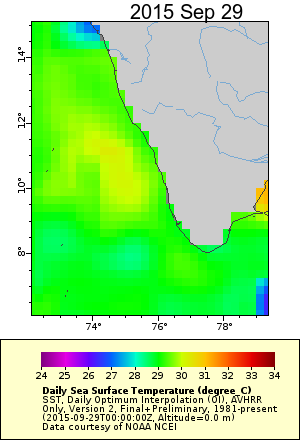 2015 Sep 29
14°
12°
10°
8°
74° 76° 78°
24 25 26 27 28 29 30 31 32 33 34
Daily Sea Surface Temperature (degree_C)
SST, Daily Optimum Interpolation (OI), AVHRR
Only, Version 2, Final+Preliminary, 1981-present
(2015-09-29T00:00:00Z, Altitude=0.0 m)
Data courtesy of NOAA NCEI